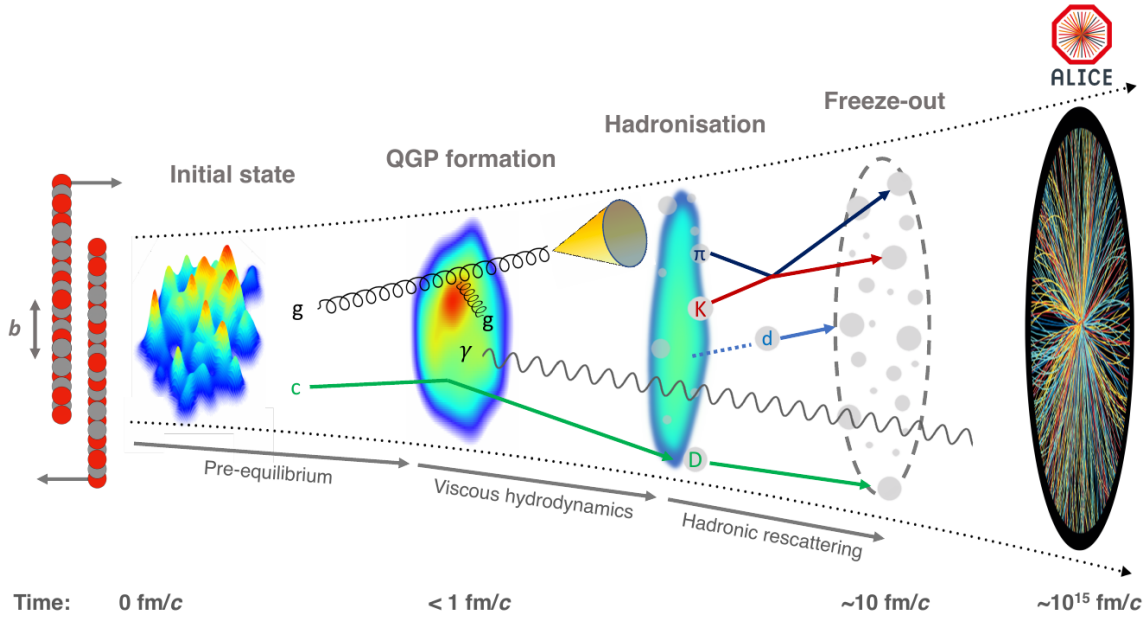 ALICE
Freeze-out
Hadronisation
QGP formation
Initial state
b
g
g
γ
c
π
K
d
D
Pre-equilibrium
Viscous hydrodynamics
Hadronic rescattering
Time: 0 fm/c < 1 fm/c ~10 fm/c ~10¹⁵ fm/c